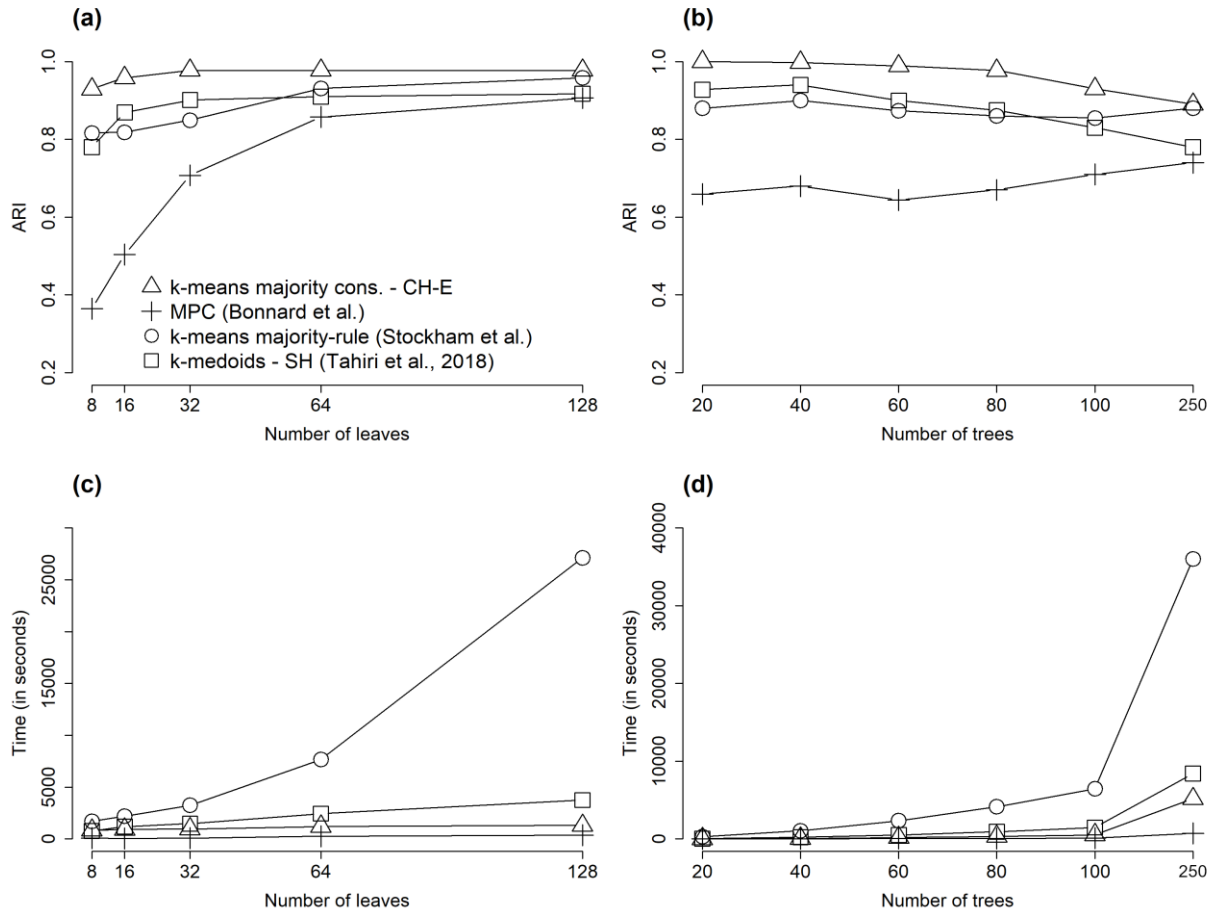 (a)
ARI
1.0
0.8
0.6
0.4
0.2
k-means majority cons. - CH-E
MPC (Bonnard et al.)
k-means majority-rule (Stockham et al.)
k-medoids - SH (Tahiri et al., 2018)
8 16 32 64 128
Number of leaves
(b)
ARI
1.0
0.8
0.6
0.4
0.2
20 40 60 80 100 250
Number of trees
(c)
Time (in seconds)
25000
15000
5000
0
8 16 32 64 128
Number of leaves
(d)
Time (in seconds)
40000
30000
20000
10000
0
20 40 60 80 100 250
Number of trees